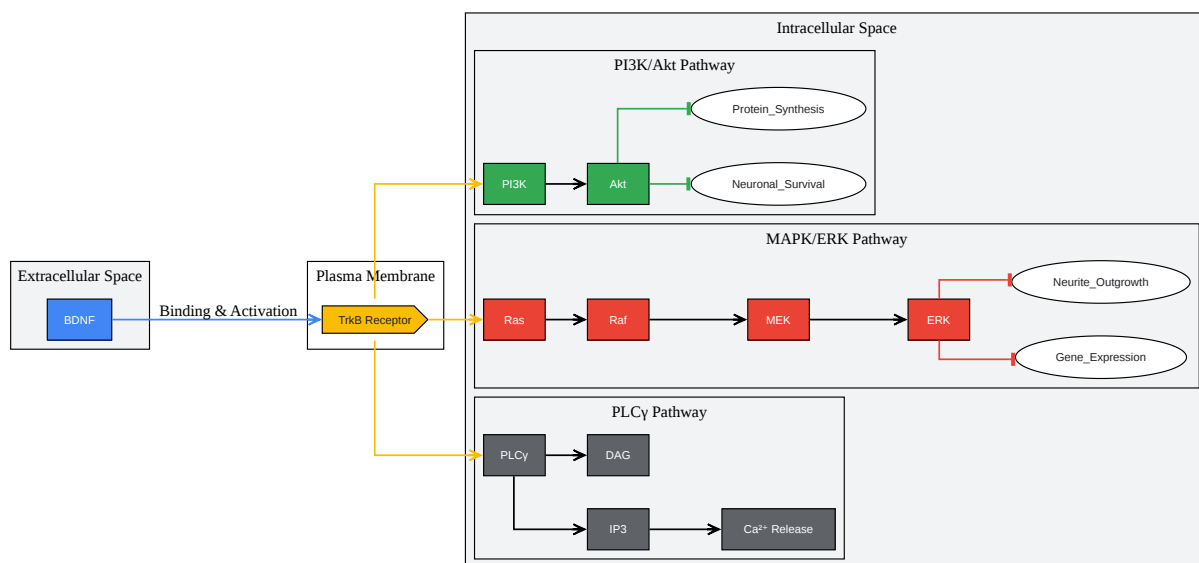 Intracellular Space
PI3K/Akt Pathway
Protein_Synthesis
PI3K
Akt
Neuronal_Survival
MAPK/ERK Pathway
Extracellular Space
Plasma Membrane
Neurite_Outgrowth
BDNF
Binding & Activation
TrkB Receptor
Ras
Raf
MEK
ERK
Gene_Expression
PLCγ Pathway
PLCγ
DAG
IP3
Ca²⁺ Release